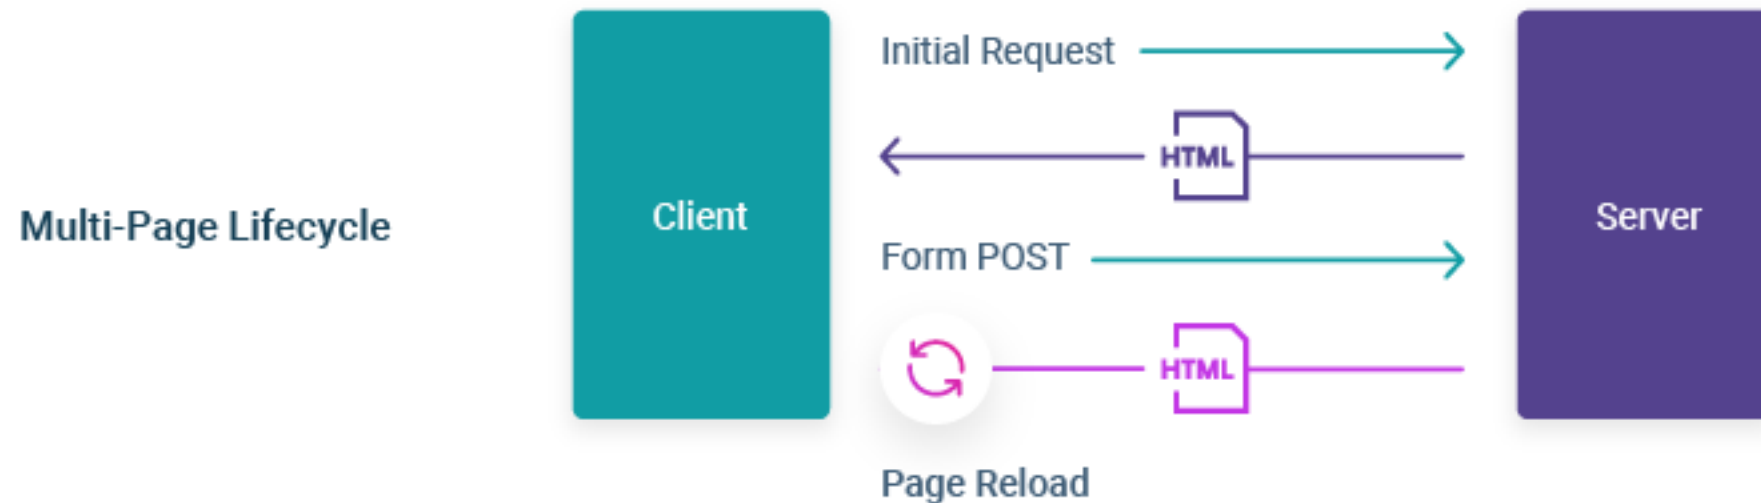 Multi-Page Lifecycle
Client
Initial Request
HTML
Form POST
HTML
Page Reload
Server